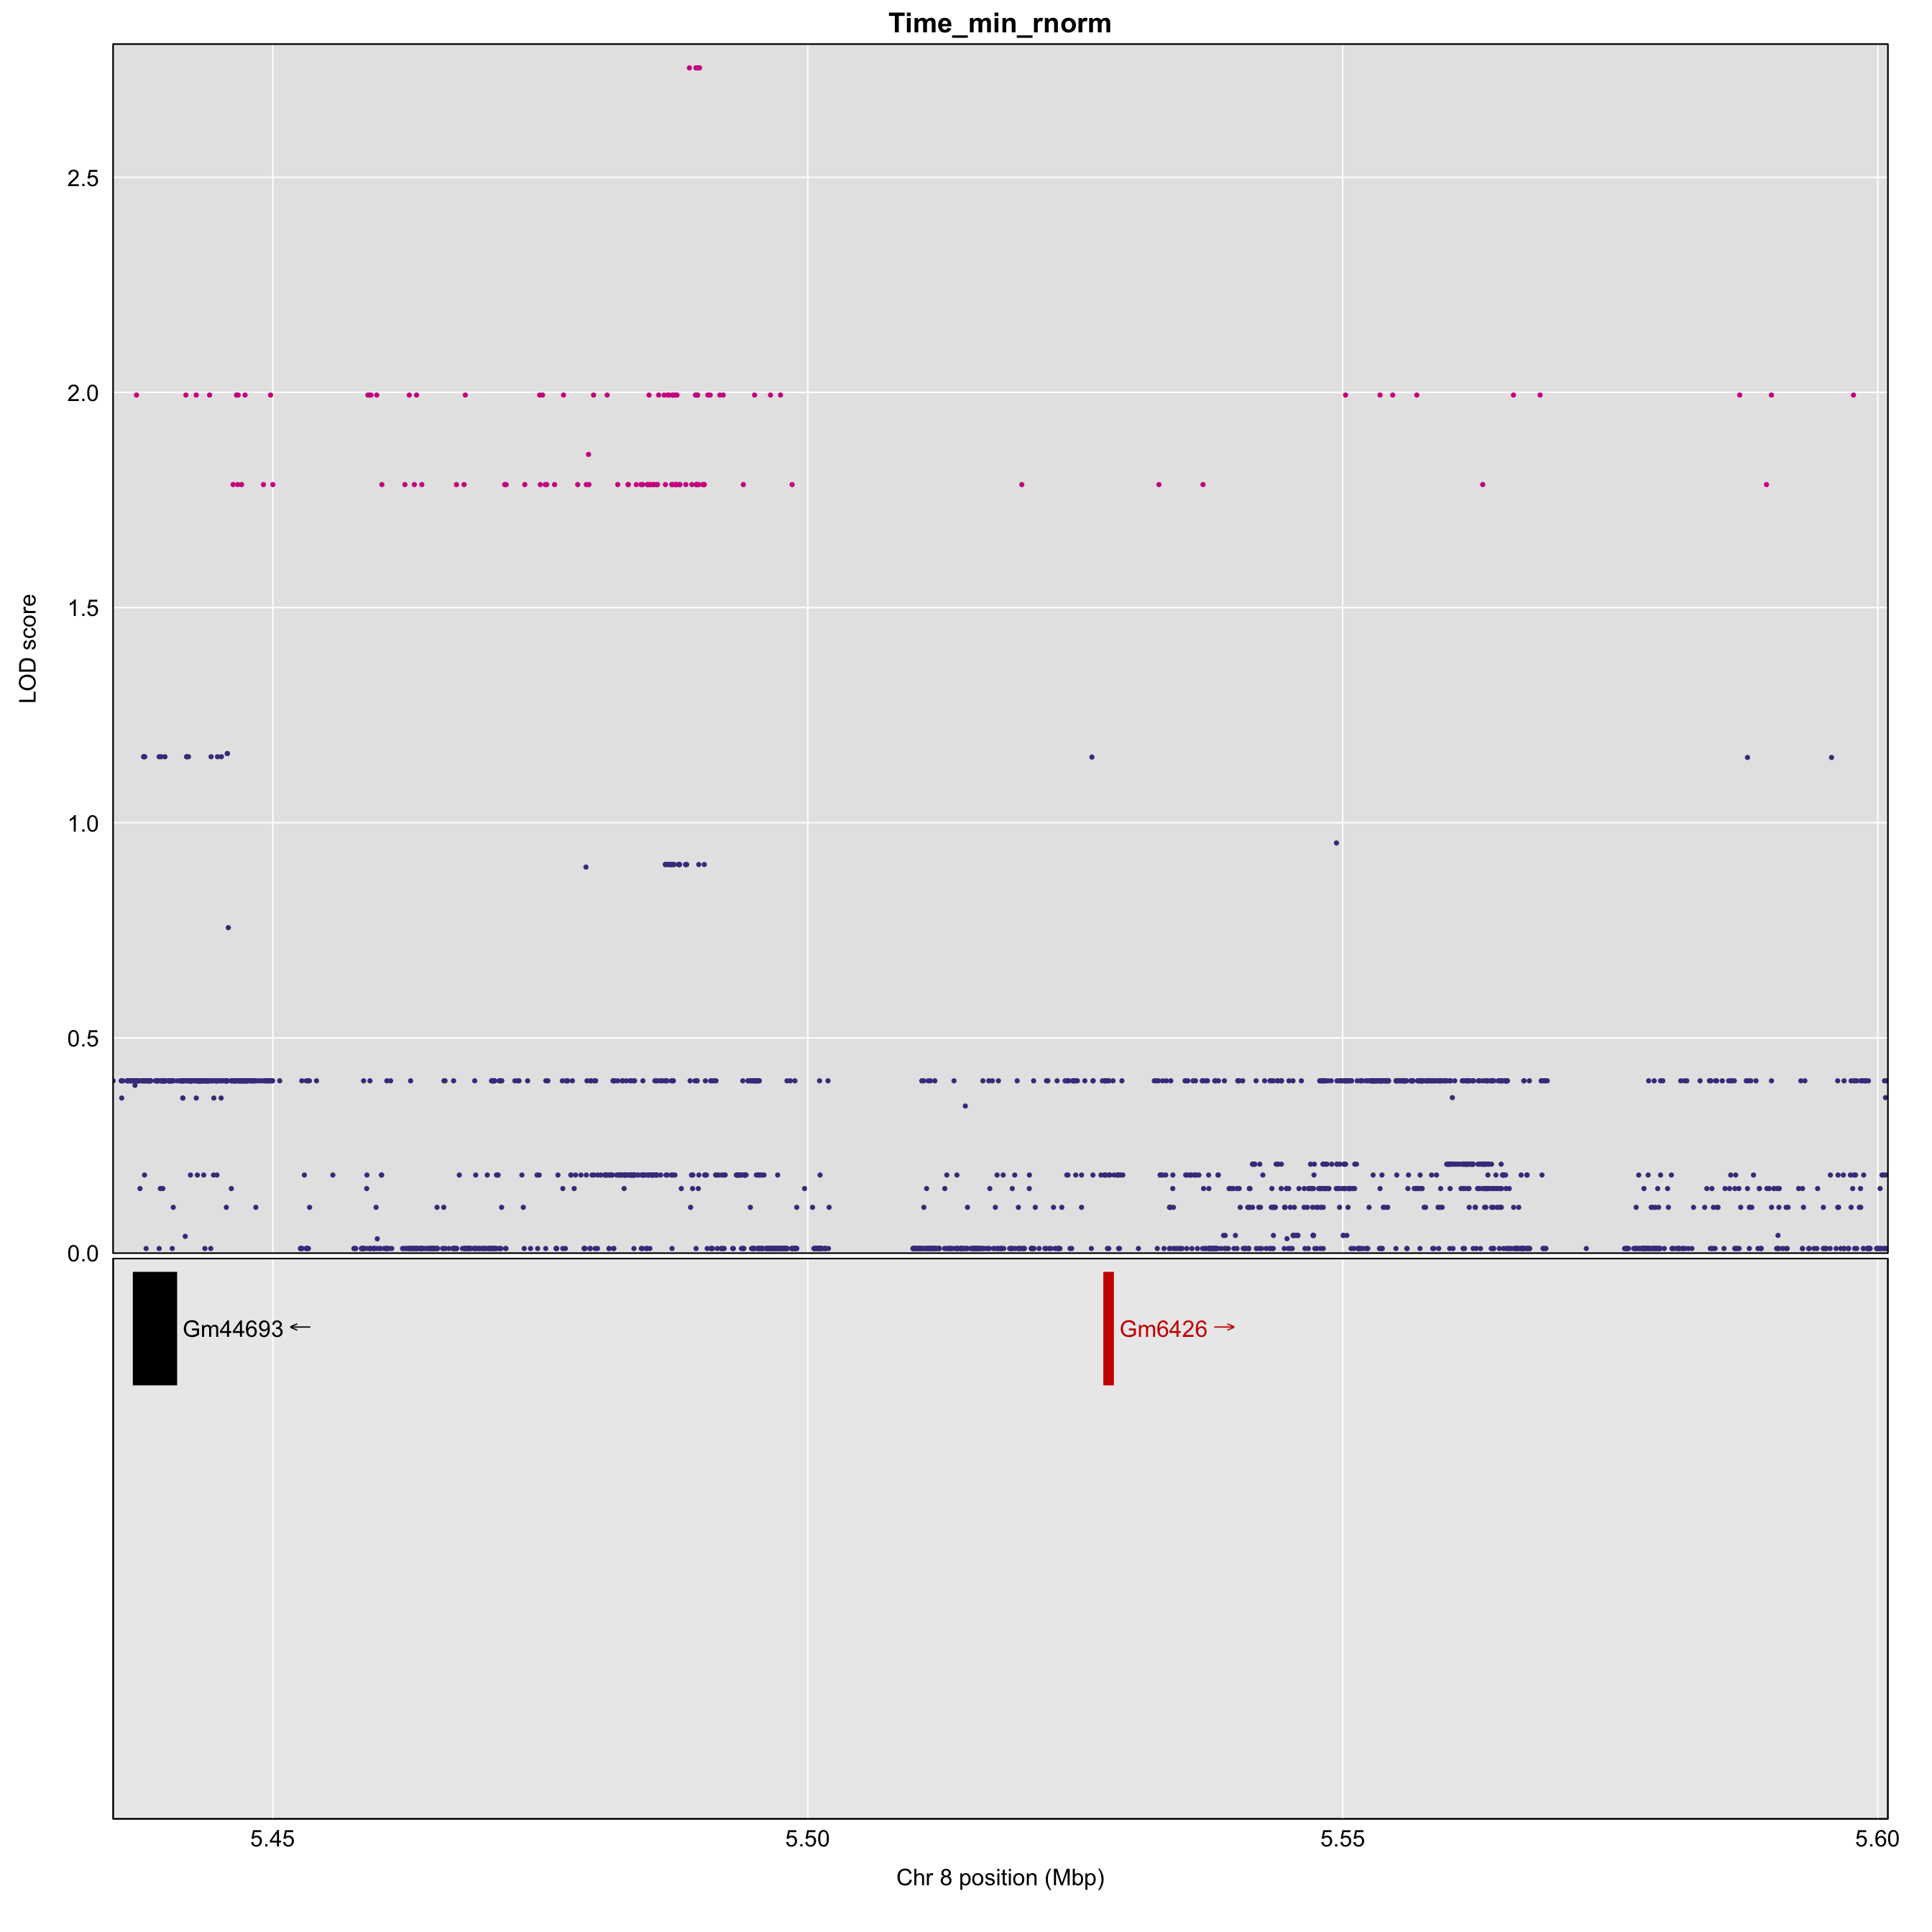 Time_min_rnorm
2.5
2.0
1.5
1.0
0.5
0.0
LOD score
Gm44693 ←
Gm6426 →
5.45 5.50 5.55 5.60
Chr 8 position (Mbp)